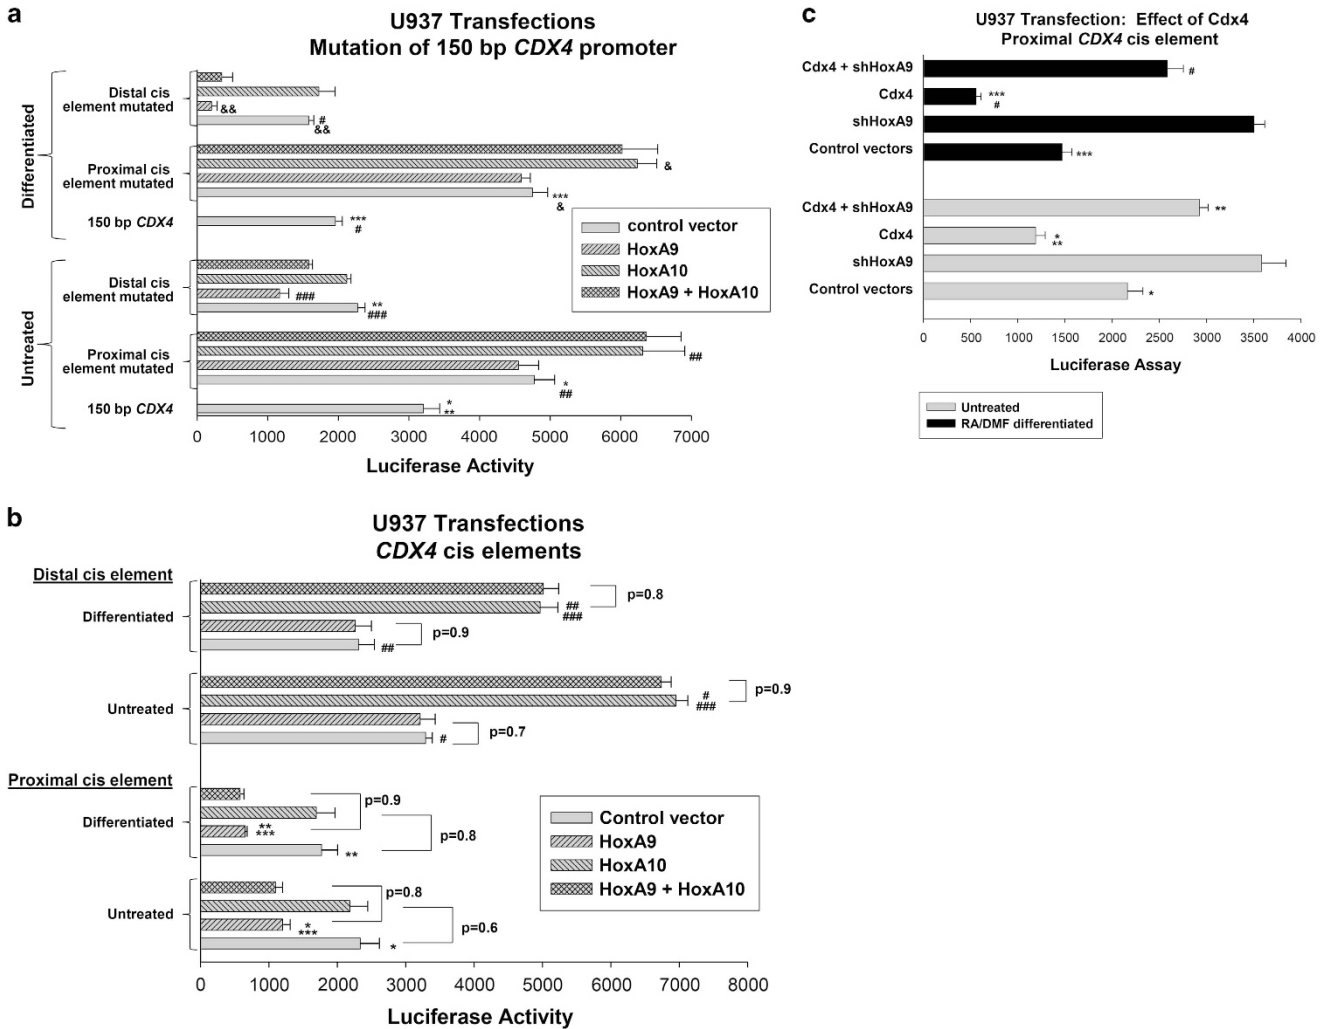 a
U937 Transfections
Mutation of 150 bp CDX4 promoter
Differentiated
Distal cis
element mutated
&&
#
&&
Proximal cis
element mutated
&
***
&
150 bp CDX4
***
#
Untreated
Distal cis
element mutated
###
**
###
Proximal cis
element mutated
##
*
##
150 bp CDX4
*
**
control vector
HoxA9
HoxA10
HoxA9 + HoxA10
0 1000 2000 3000 4000 5000 6000 7000
Luciferase Activity
c
U937 Transfection: Effect of Cdx4
Proximal CDX4 cis element
Cdx4 + shHoxA9
#
Cdx4
***
#
shHoxA9
Control vectors
***
Cdx4 + shHoxA9
**
Cdx4
*
**
shHoxA9
Control vectors
*
0 500 1000 1500 2000 2500 3000 3500 4000
Luciferase Assay
Untreated
RA/DMF differentiated
b
U937 Transfections
CDX4 cis elements
Distal cis element
Differentiated
p=0.8
##
###
p=0.9
##
Untreated
p=0.9
#
###
p=0.7
#
Proximal cis element
Differentiated
p=0.9
**
***
p=0.8
**
Untreated
p=0.8
*
***
p=0.6
*
Control vector
HoxA9
HoxA10
HoxA9 + HoxA10
0 1000 2000 3000 4000 5000 6000 7000 8000
Luciferase Activity